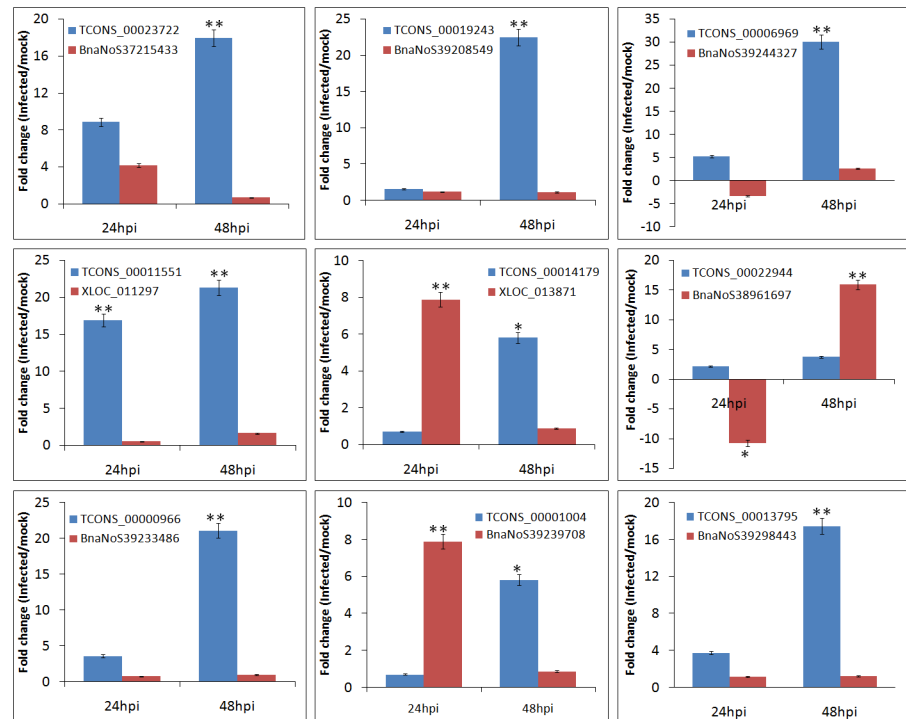 Fold change (Infected/mock)
20
16
12
8
4
0
TCONS_00023722
BnaNoS37215433
**
24hpi
48hpi
Fold change (Infected/mock)
25
20
15
10
5
0
TCONS_00019243
BnaNoS39208549
**
24hpi
48hpi
Fold change (Infected/mock)
35
30
25
20
15
10
5
0
-5
-10
TCONS_00006969
BnaNoS39244327
**
24hpi
48hpi
Fold change (Infected/mock)
25
20
15
10
5
0
TCONS_00011551
XLOC_011297
**
**
24hpi
48hpi
Fold change (Infected/mock)
10
8
6
4
2
0
TCONS_00014179
XLOC_013871
**
*
24hpi
48hpi
Fold change (Infected/mock)
20
15
10
5
0
-5
-10
-15
TCONS_00022944
BnaNoS38961697
**
24hpi
48hpi
*
Fold change (Infected/mock)
25
20
15
10
5
0
TCONS_00000966
BnaNoS39233486
**
24hpi
48hpi
Fold change (Infected/mock)
10
8
6
4
2
0
TCONS_00001004
BnaNoS39239708
**
*
24hpi
48hpi
Fold change (Infected/mock)
20
16
12
8
4
0
TCONS_00013795
BnaNoS39298443
**
24hpi
48hpi